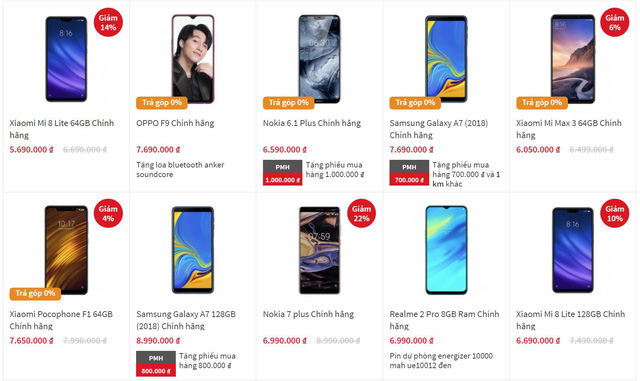 Giảm
14%
Xiaomi Mi 8 Lite 64GB Chính
hãng
5.690.000 ₫ 6.690.000 ₫
Trả góp 0%
OPPO F9 Chính hãng
7.690.000 ₫
Tặng loa bluetooth anker
soundcore
Trả góp 0%
Nokia 6.1 Plus Chính hãng
6.590.000 ₫
PMH
1.000.000 ₫
Tặng phiếu mua
hàng 1.000.000 ₫
Trả góp 0%
Samsung Galaxy A7 (2018)
Chính hãng
7.690.000 ₫
PMH
700.000 ₫
Tặng phiếu mua
hàng 700.000 ₫ và 1
km khác
Giảm
6%
Trả góp 0%
Xiaomi Mi Max 3 64GB Chính
hãng
6.050.000 ₫ 6.499.000 ₫
Giảm
4%
10:17
Trả góp 0%
Xiaomi Pocophone F1 64GB
Chính hãng
7.650.000 ₫ 7.990.000 ₫
Samsung Galaxy A7 128GB
(2018) Chính hãng
8.990.000 ₫
PMH
800.000 ₫
Tặng phiếu mua
hàng 800.000 ₫
Giảm
22%
07:59
Nokia 7 plus Chính hãng
6.990.000 ₫ 8.990.000 ₫
Realme 2 Pro 8GB Ram Chính
hãng
6.990.000 ₫
Pin dự phòng energizer 10000
mah ue10012 đen
Giảm
10%
8:16
Xiaomi Mi 8 Lite 128GB Chính
hãng
6.690.000 ₫ 7.490.000 ₫